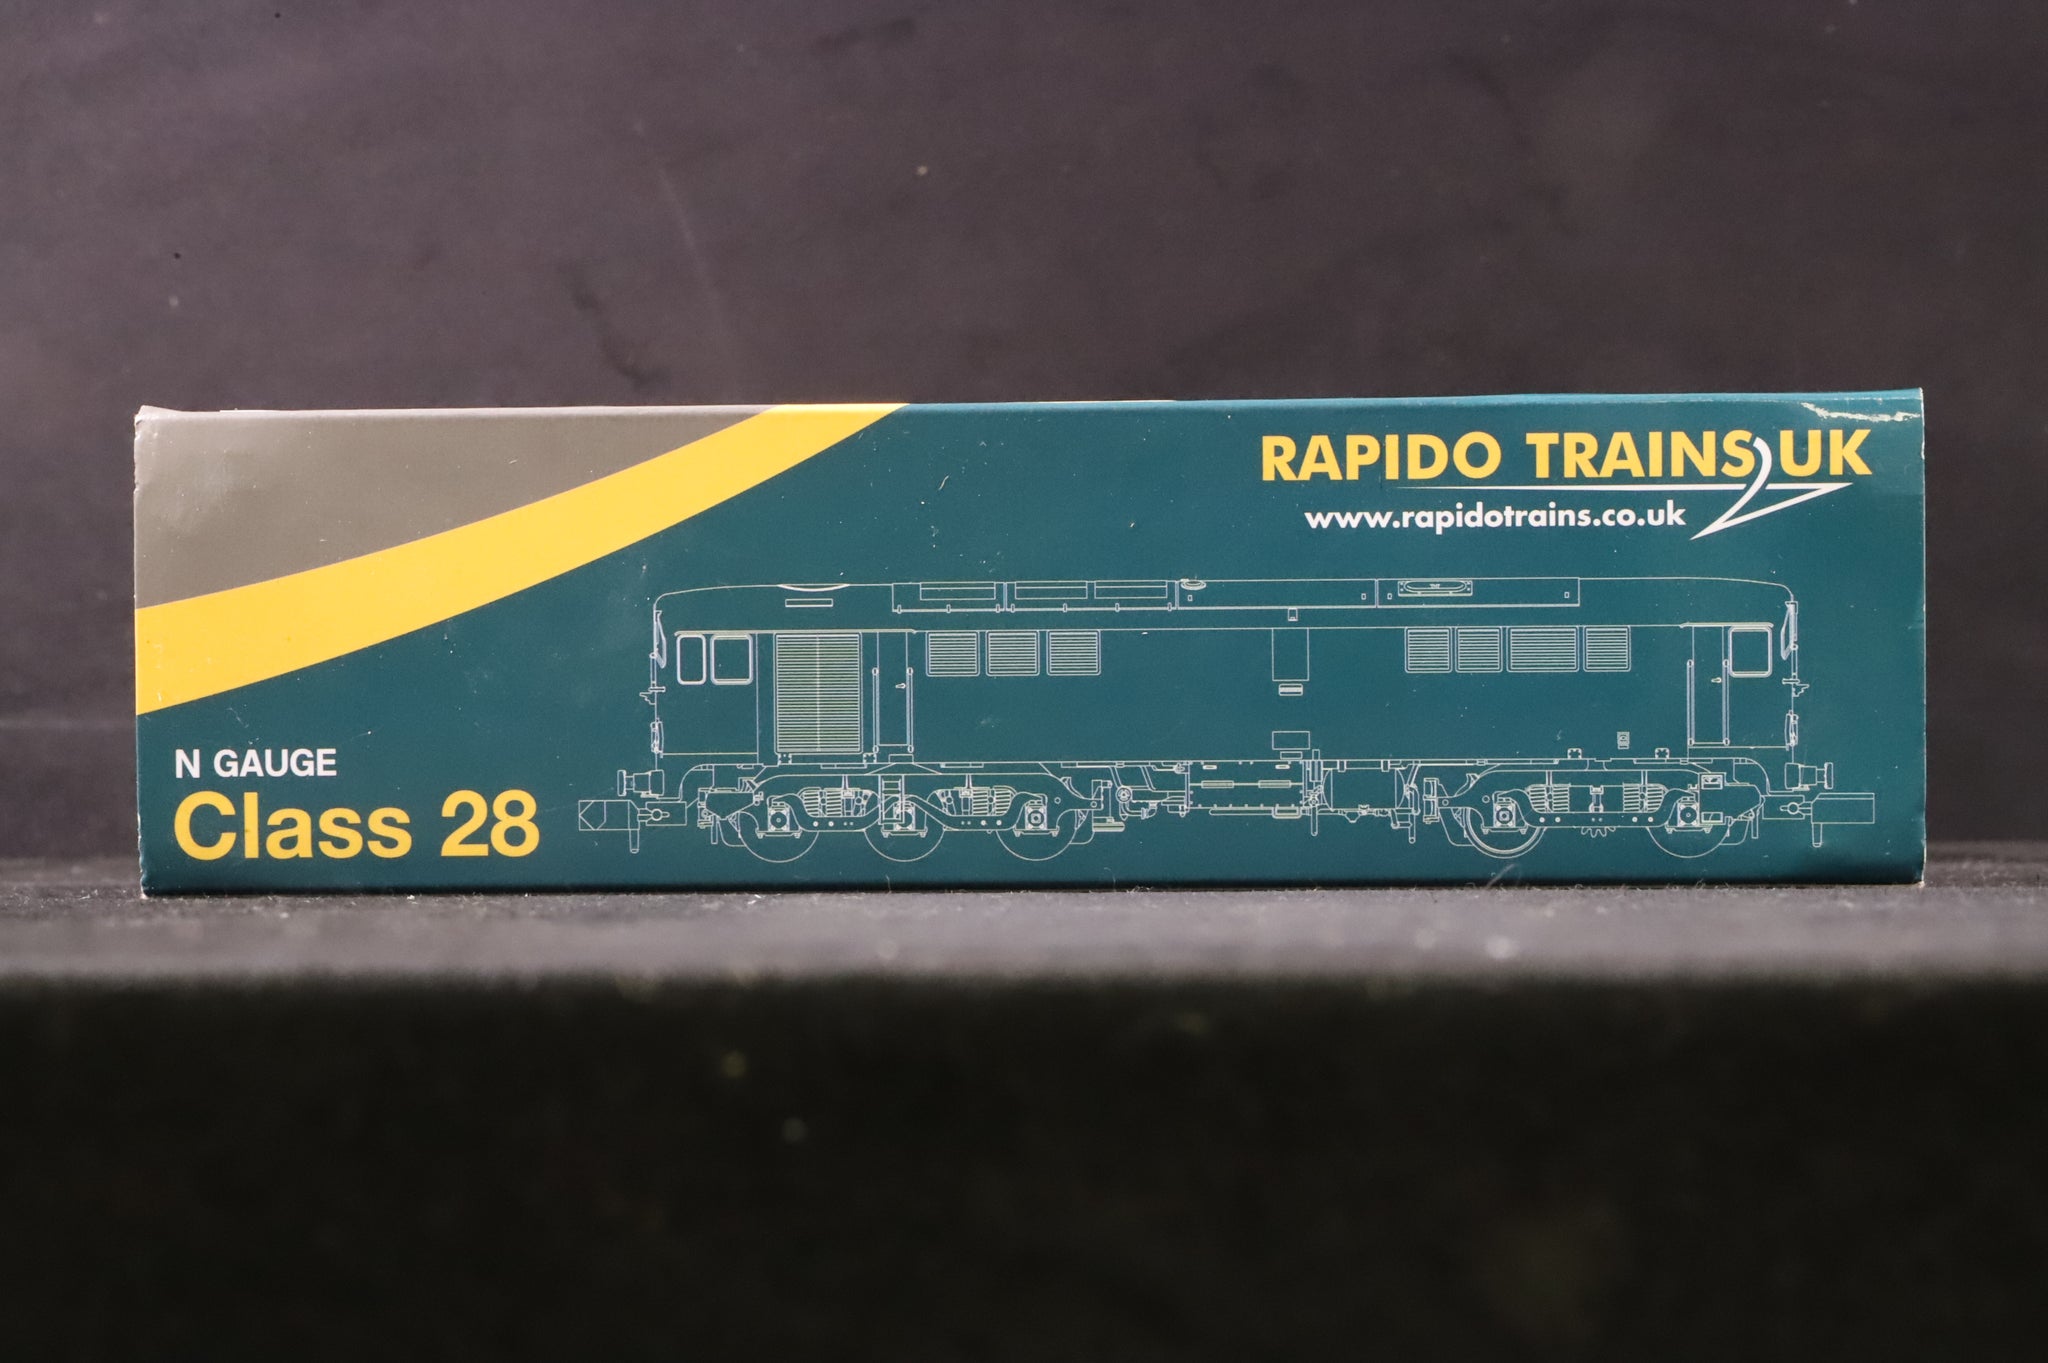 RAPIDO TRAINS UK
www.rapidotrains.co.uk
N GAUGE
Class 28